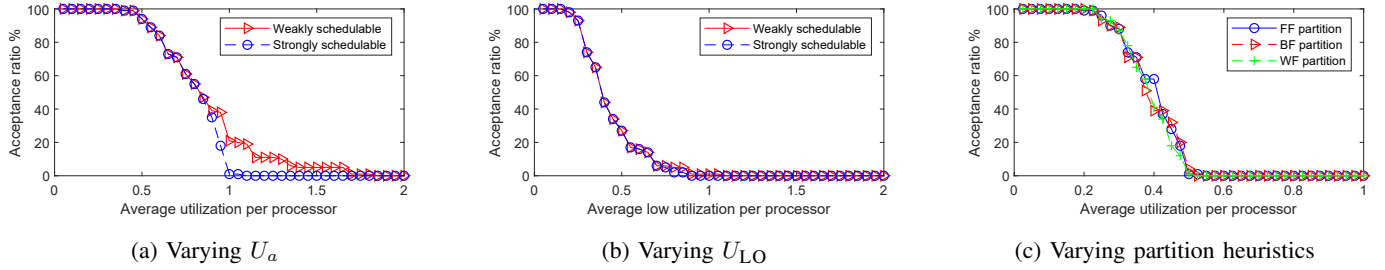 Acceptance ratio %
100
80
60
40
20
0
0
0.5
1
1.5
2
Average utilization per processor
Weakly schedulable
Strongly schedulable
(a) Varying U_a
Acceptance ratio %
100
80
60
40
20
0
0
0.5
1
1.5
2
Average low utilization per processor
Weakly schedulable
Strongly schedulable
(b) Varying U_LO
Acceptance ratio %
100
80
60
40
20
0
0
0.2
0.4
0.6
0.8
1
Average utilization per processor
FF partition
BF partition
WF partition
(c) Varying partition heuristics